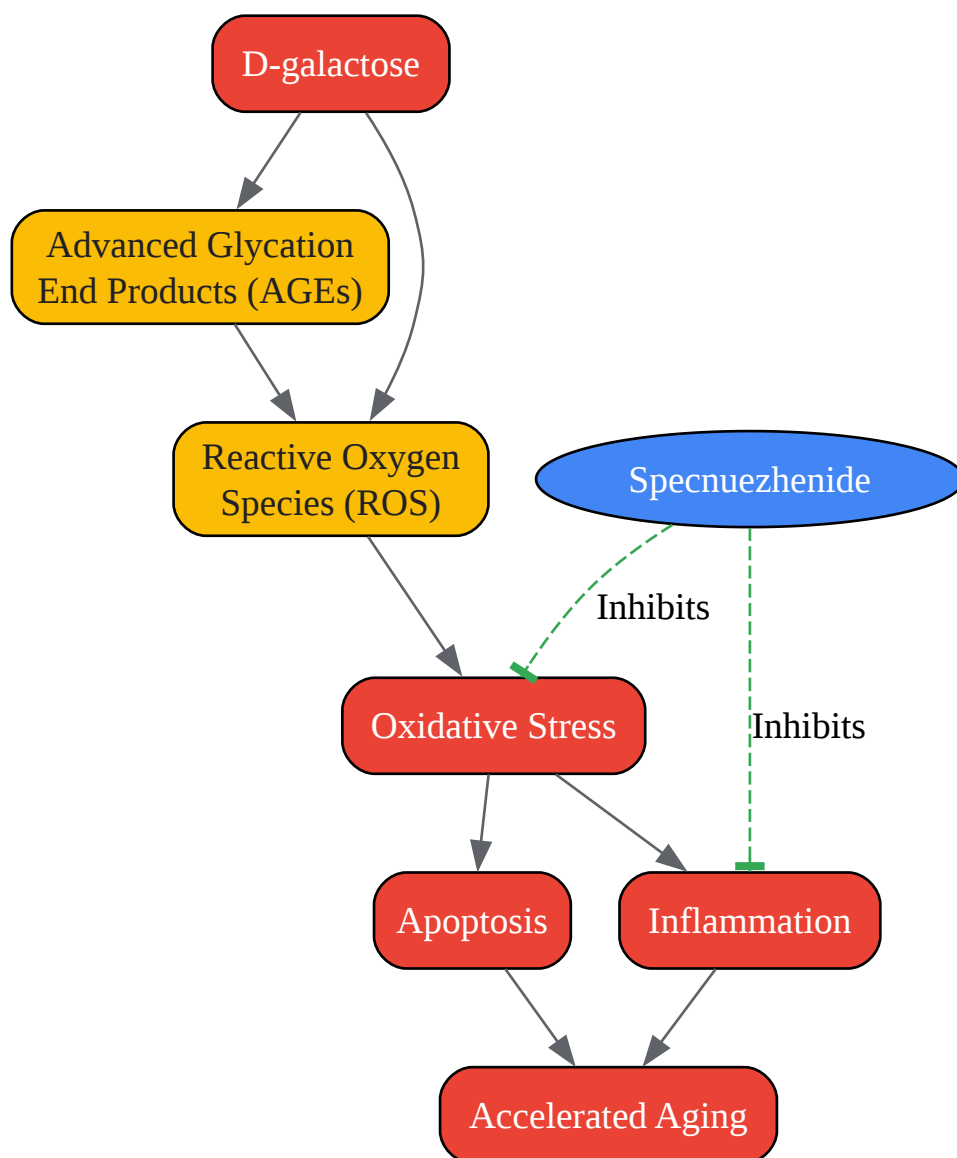 D-galactose
Advanced Glycation
End Products (AGEs)
Reactive Oxygen
Species (ROS)
Specnuezhenide
Inhibits
Inhibits
Oxidative Stress
Apoptosis
Inflammation
Accelerated Aging